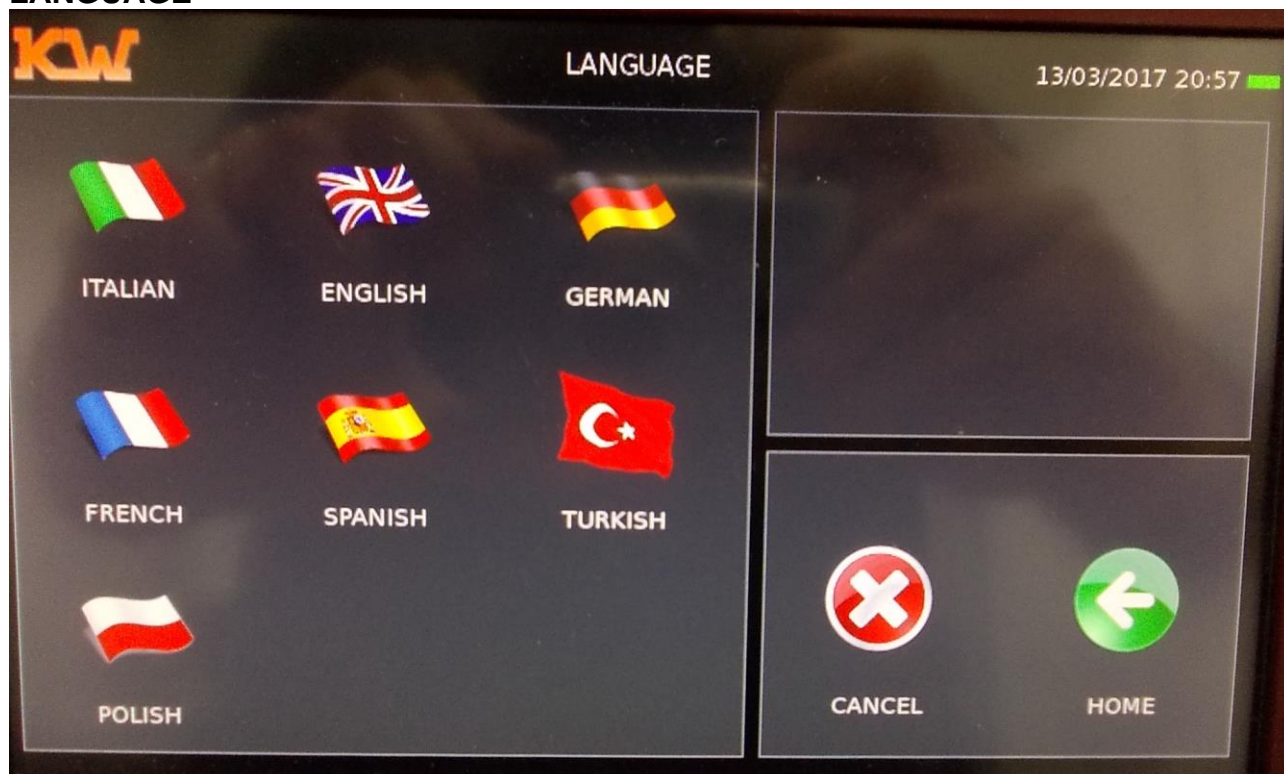 LANGUAGE
KW LANGUAGE 13/03/2017 20:57
ITALIAN ENGLISH GERMAN
FRENCH SPANISH TURKISH
POLISH
CANCEL HOME